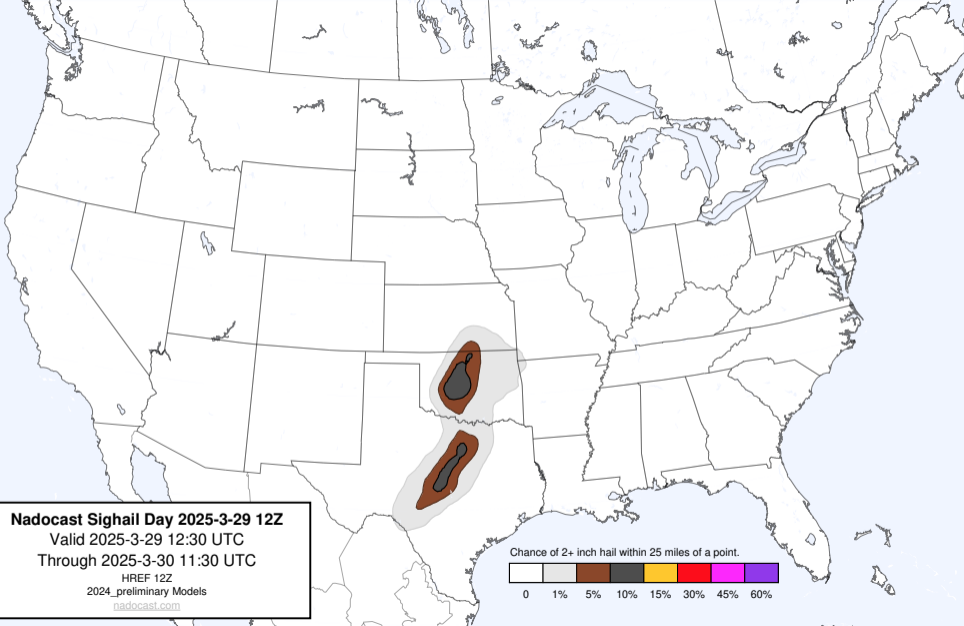 Nadocast Sighail Day 2025-3-29 12Z
Valid 2025-3-29 12:30 UTC
Through 2025-3-30 11:30 UTC
HREF 12Z
2024_preliminary Models
nadocast.com
Chance of 2+ inch hail within 25 miles of a point.
0 1% 5% 10% 15% 30% 45% 60%